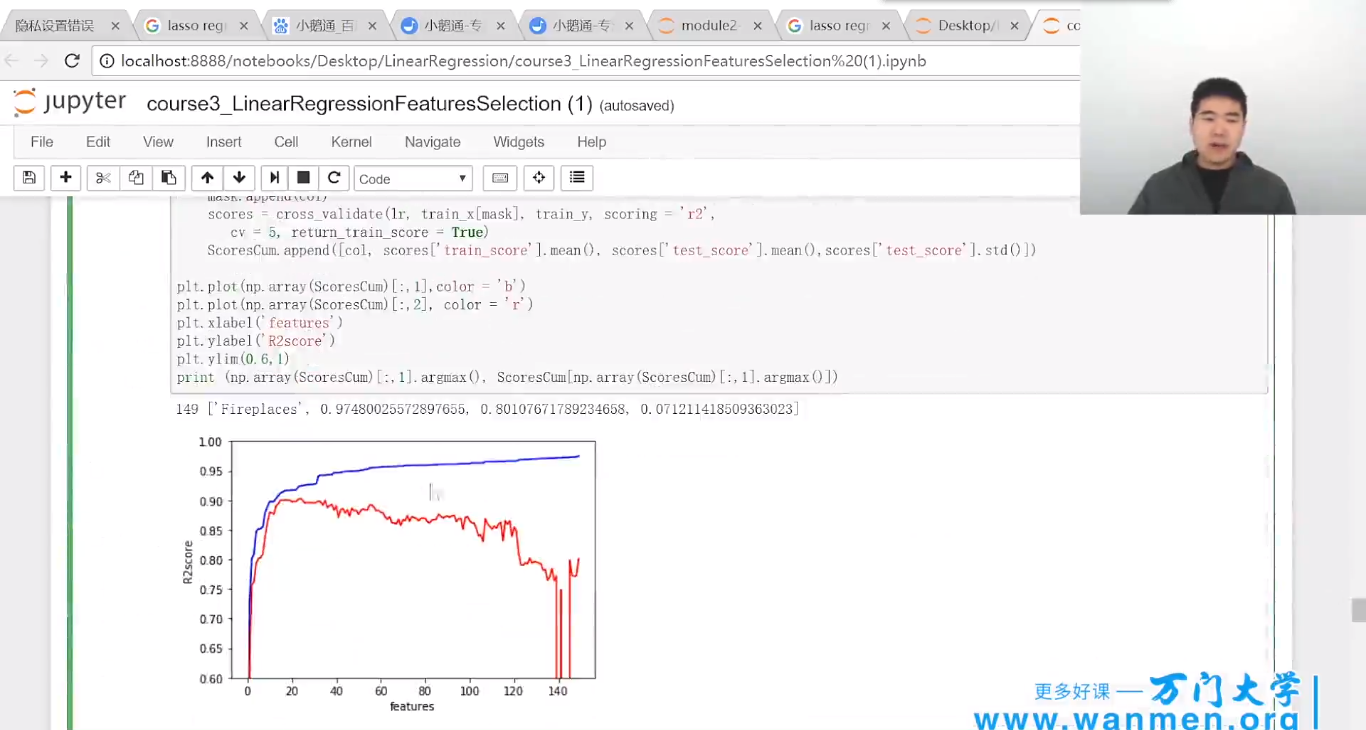 隐私设置错误
lasso reg
小鹅通_百
小鹅通-专
小鹅通-专
module2-
lasso reg
Desktop/l
co
localhost:8888/notebooks/Desktop/LinearRegression/course3_LinearRegressionFeaturesSelection%20(1).ipynb
jupyter course3_LinearRegressionFeaturesSelection (1) (autosaved)
File Edit View Insert Cell Kernel Navigate Widgets Help
Code
mask.append(col)
scores = cross_validate(lr, train_x[mask], train_y, scoring = 'r2',
cv = 5, return_train_score = True)
ScoresCum.append([col, scores['train_score'].mean(), scores['test_score'].mean(),scores['test_score'].std()])
plt.plot(np.array(ScoresCum)[:,1],color = 'b')
plt.plot(np.array(ScoresCum)[:,2], color = 'r')
plt.xlabel('features')
plt.ylabel('R2score')
plt.ylim(0.6,1)
print (np.array(ScoresCum)[:,1].argmax(), ScoresCum[np.array(ScoresCum)[:,1].argmax()])
149 ['Fireplaces', 0.97480025572897655, 0.80107671789234658, 0.071211418509363023]
1.00
0.95
0.90
0.85
0.80
0.75
0.70
0.65
0.60
R2score
0 20 40 60 80 100 120 140
features
更多好课 — 万门大学
www.wanmen.org